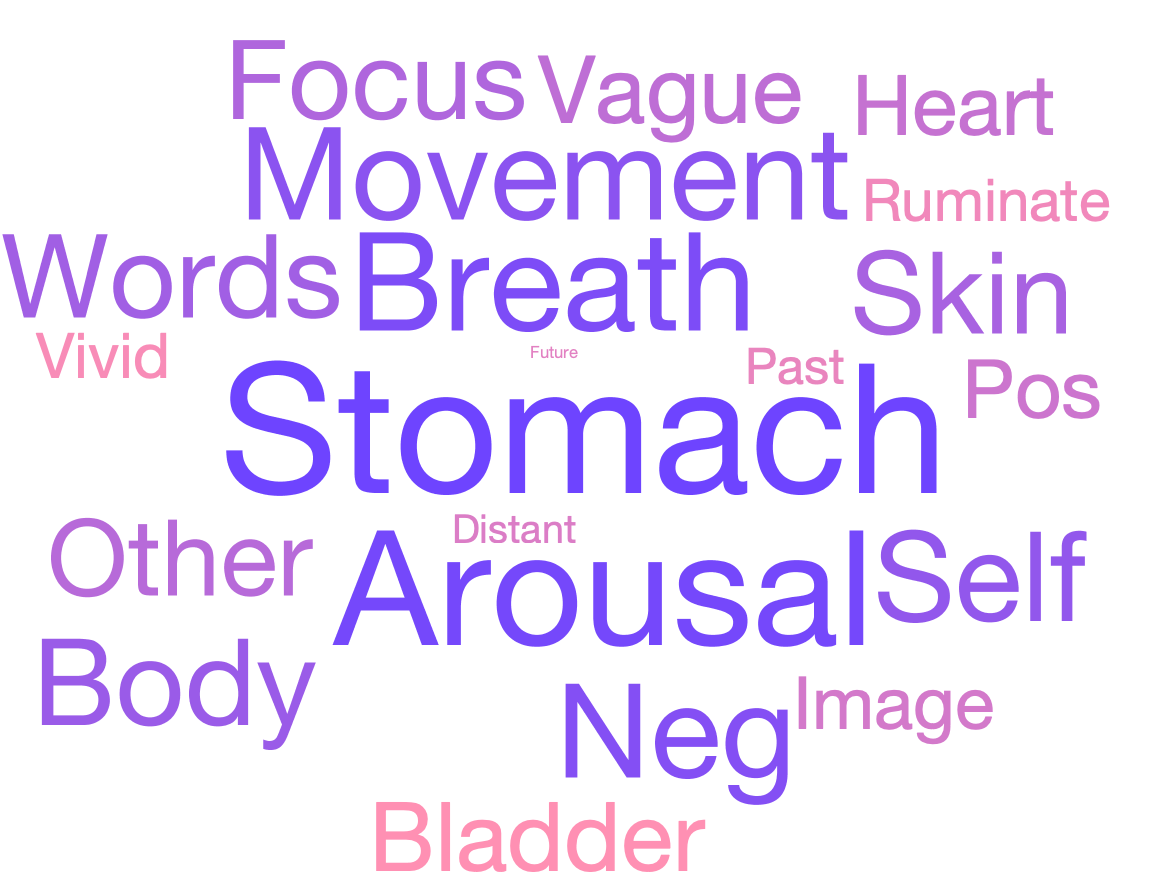 Focus Vague Heart
Movement Ruminate
Words Breath Skin
Vivid Future Past Pos
Stomach
Other Distant Arousal Self
Body Neg Image
Bladder